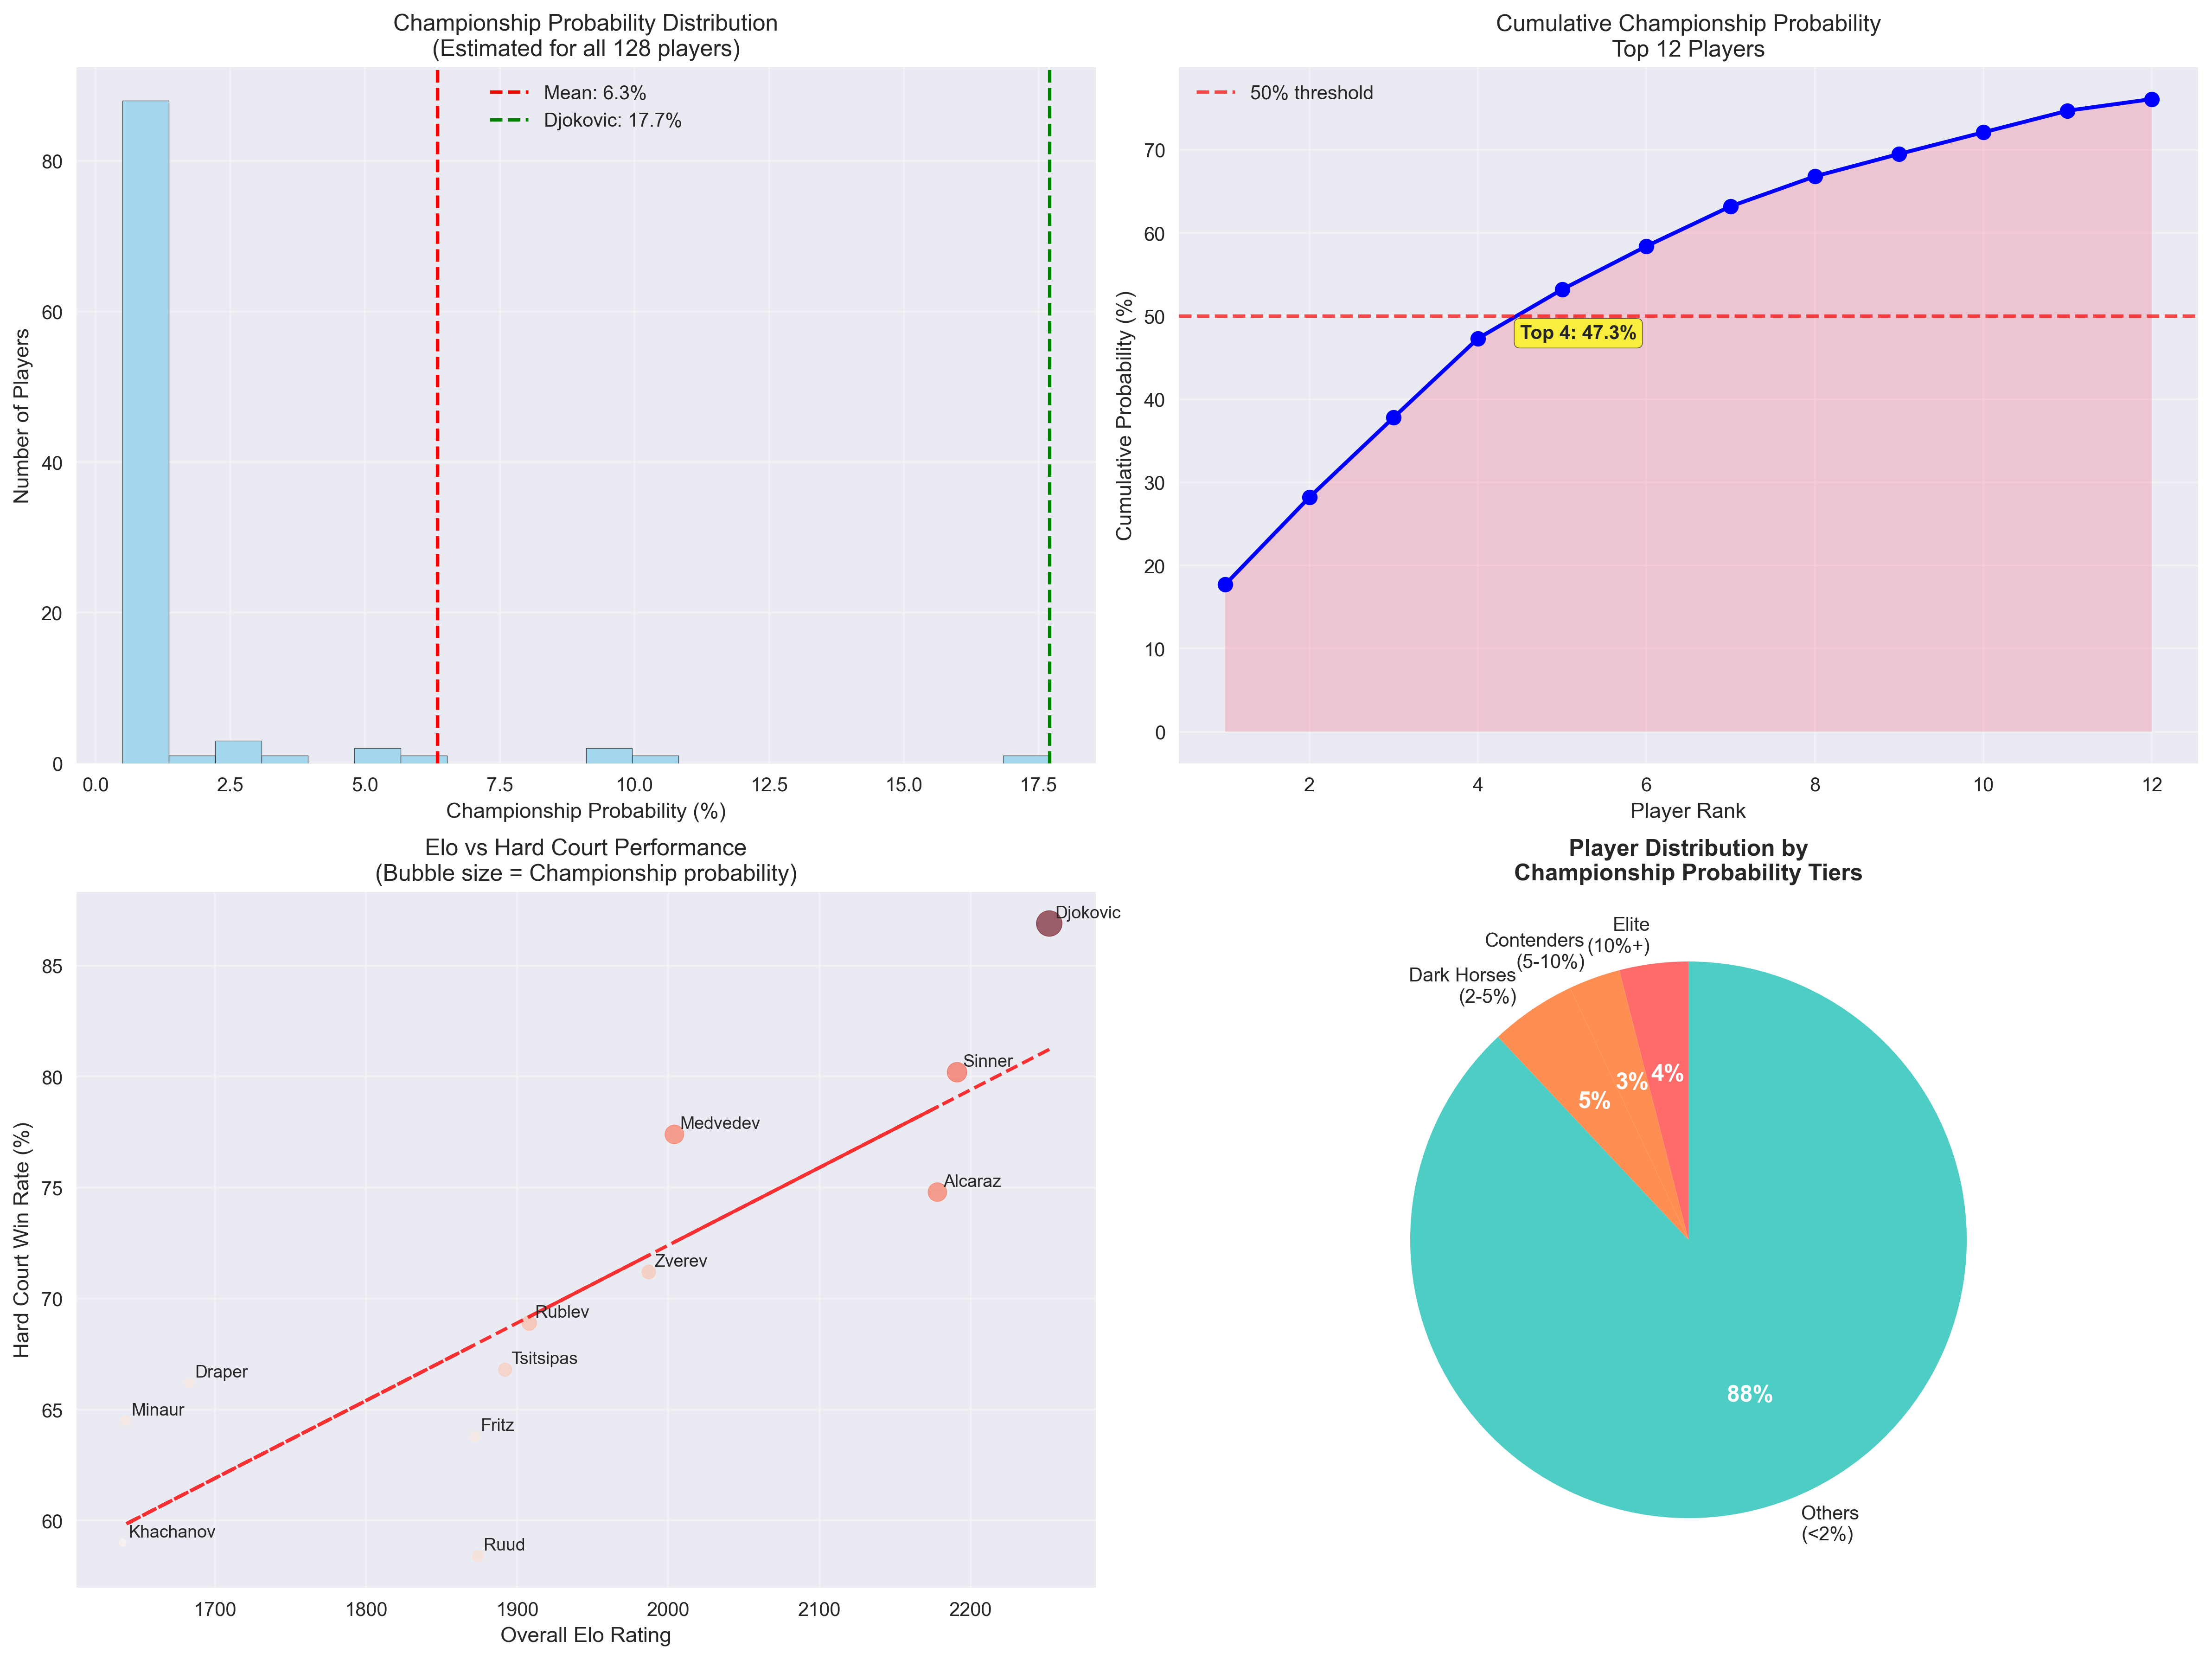 Championship Probability Distribution
(Estimated for all 128 players)
Mean: 6.3%
Djokovic: 17.7%
80
60
40
20
0
Number of Players
0.0 2.5 5.0 7.5 10.0 12.5 15.0 17.5
Championship Probability (%)
Cumulative Championship Probability
Top 12 Players
50% threshold
Top 4: 47.3%
70
60
50
40
30
20
10
0
Cumulative Probability (%)
2 4 6 8 10 12
Player Rank
Elo vs Hard Court Performance
(Bubble size = Championship probability)
Djokovic
Sinner
Medvedev
Alcaraz
Zverev
Rublev
Tsitsipas
Draper
Minaur
Fritz
Khachanov
Ruud
85
80
75
70
65
60
Hard Court Win Rate (%)
1700 1800 1900 2000 2100 2200
Overall Elo Rating
Player Distribution by
Championship Probability Tiers
Elite
(10%+)
Contenders
(5-10%)
Dark Horses
(2-5%)
4%
3%
5%
88%
Others
(<2%)